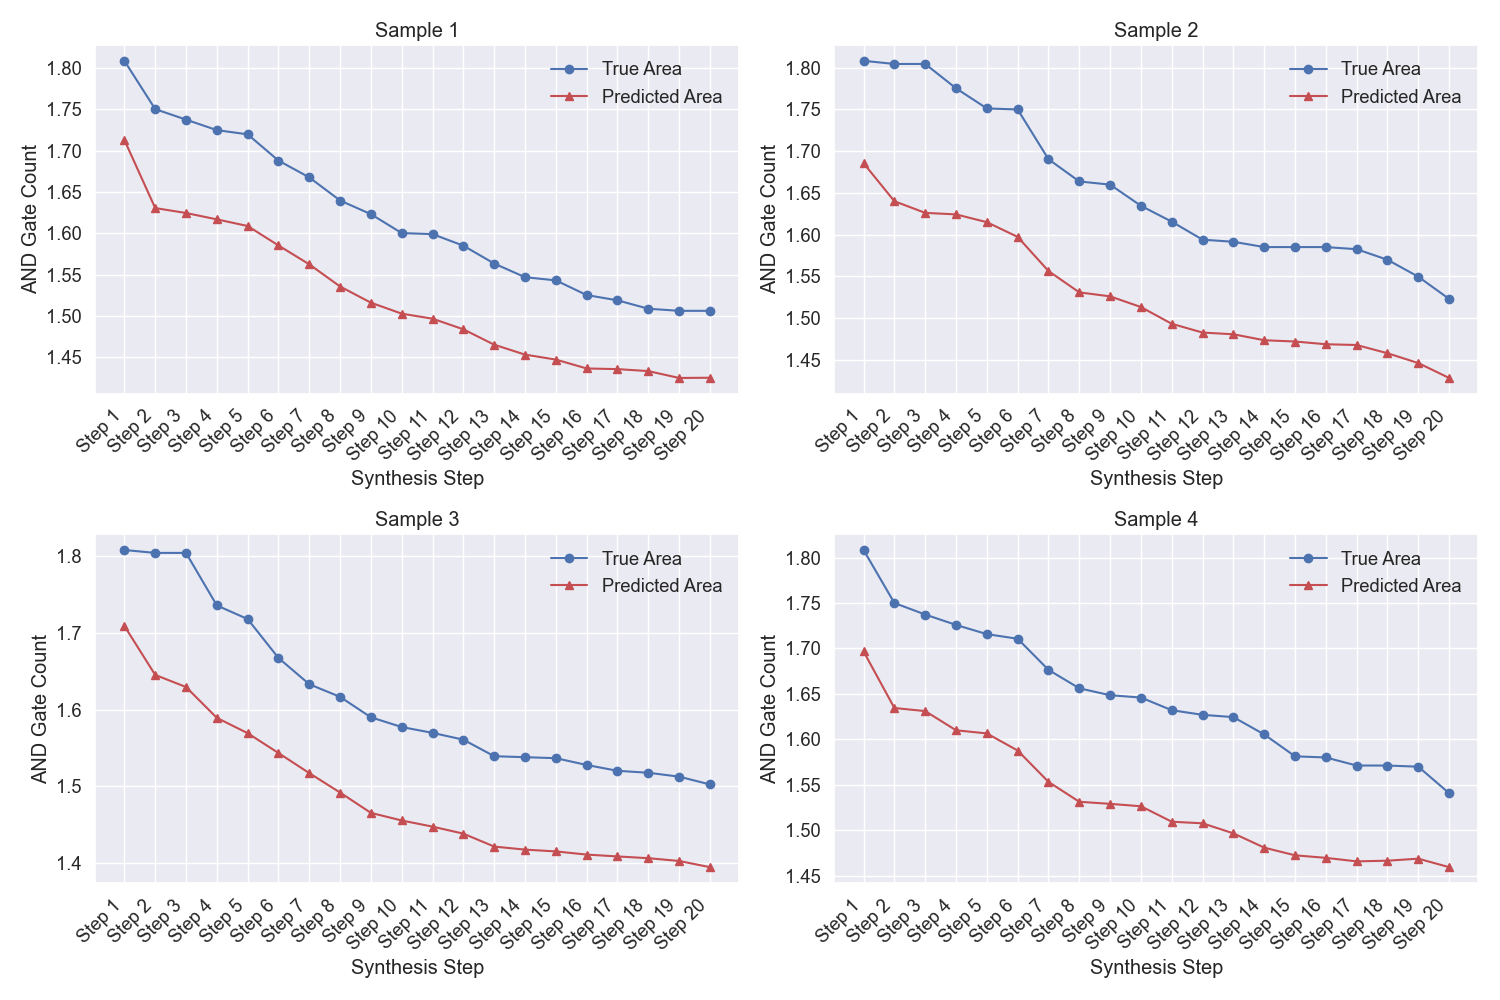 Sample 1
AND Gate Count
1.80
1.75
1.70
1.65
1.60
1.55
1.50
1.45
True Area
Predicted Area
Step 1
Step 2
Step 3
Step 4
Step 5
Step 6
Step 7
Step 8
Step 9
Step 10
Step 11
Step 12
Step 13
Step 14
Step 15
Step 16
Step 17
Step 18
Step 19
Step 20
Synthesis Step
Sample 2
AND Gate Count
1.80
1.75
1.70
1.65
1.60
1.55
1.50
1.45
True Area
Predicted Area
Step 1
Step 2
Step 3
Step 4
Step 5
Step 6
Step 7
Step 8
Step 9
Step 10
Step 11
Step 12
Step 13
Step 14
Step 15
Step 16
Step 17
Step 18
Step 19
Step 20
Synthesis Step
Sample 3
AND Gate Count
1.8
1.7
1.6
1.5
1.4
True Area
Predicted Area
Step 1
Step 2
Step 3
Step 4
Step 5
Step 6
Step 7
Step 8
Step 9
Step 10
Step 11
Step 12
Step 13
Step 14
Step 15
Step 16
Step 17
Step 18
Step 19
Step 20
Synthesis Step
Sample 4
AND Gate Count
1.80
1.75
1.70
1.65
1.60
1.55
1.50
1.45
True Area
Predicted Area
Step 1
Step 2
Step 3
Step 4
Step 5
Step 6
Step 7
Step 8
Step 9
Step 10
Step 11
Step 12
Step 13
Step 14
Step 15
Step 16
Step 17
Step 18
Step 19
Step 20
Synthesis Step